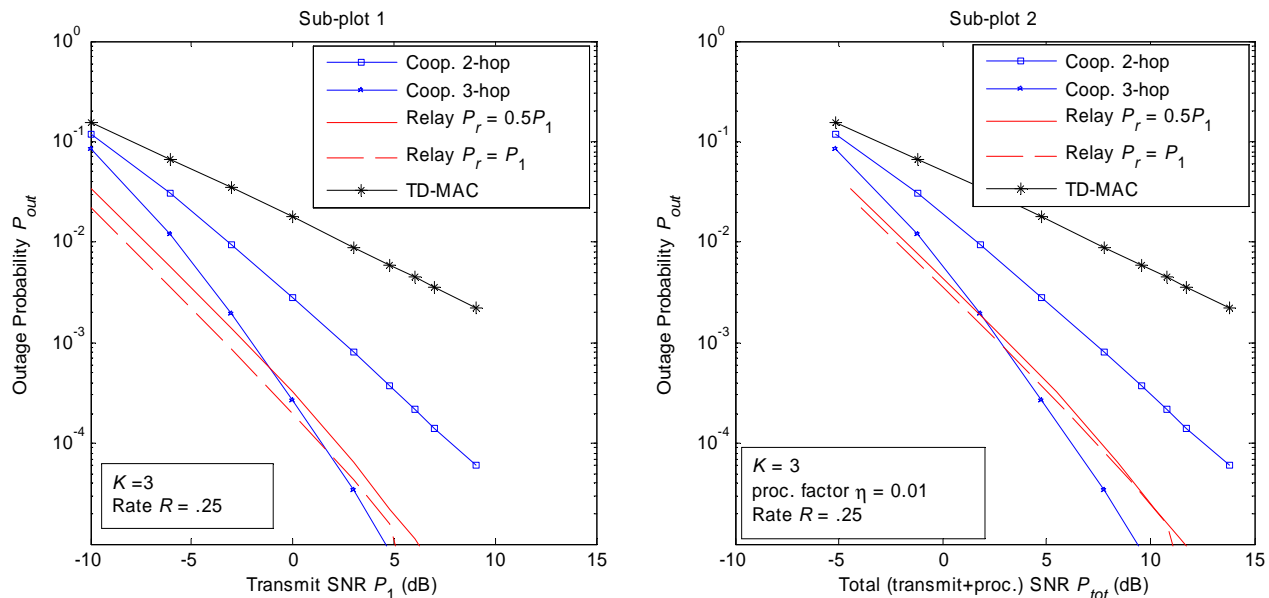 Sub-plot 1
10^0
10^-1
10^-2
10^-3
10^-4
Outage Probability P_out
Coop. 2-hop
Coop. 3-hop
Relay P_r = 0.5P_1
Relay P_r = P_1
TD-MAC
K =3
Rate R = .25
-10 -5 0 5 10 15
Transmit SNR P_1 (dB)
Sub-plot 2
10^0
10^-1
10^-2
10^-3
10^-4
Outage Probability P_out
Coop. 2-hop
Coop. 3-hop
Relay P_r = 0.5P_1
Relay P_r = P_1
TD-MAC
K = 3
proc. factor η = 0.01
Rate R = .25
-10 -5 0 5 10 15
Total (transmit+proc.) SNR P_tot (dB)